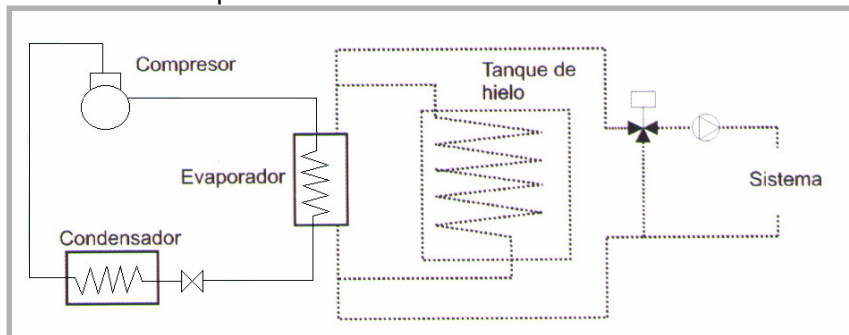 Compresor
Tanque de
hielo
Evaporador
Sistema
Condensador